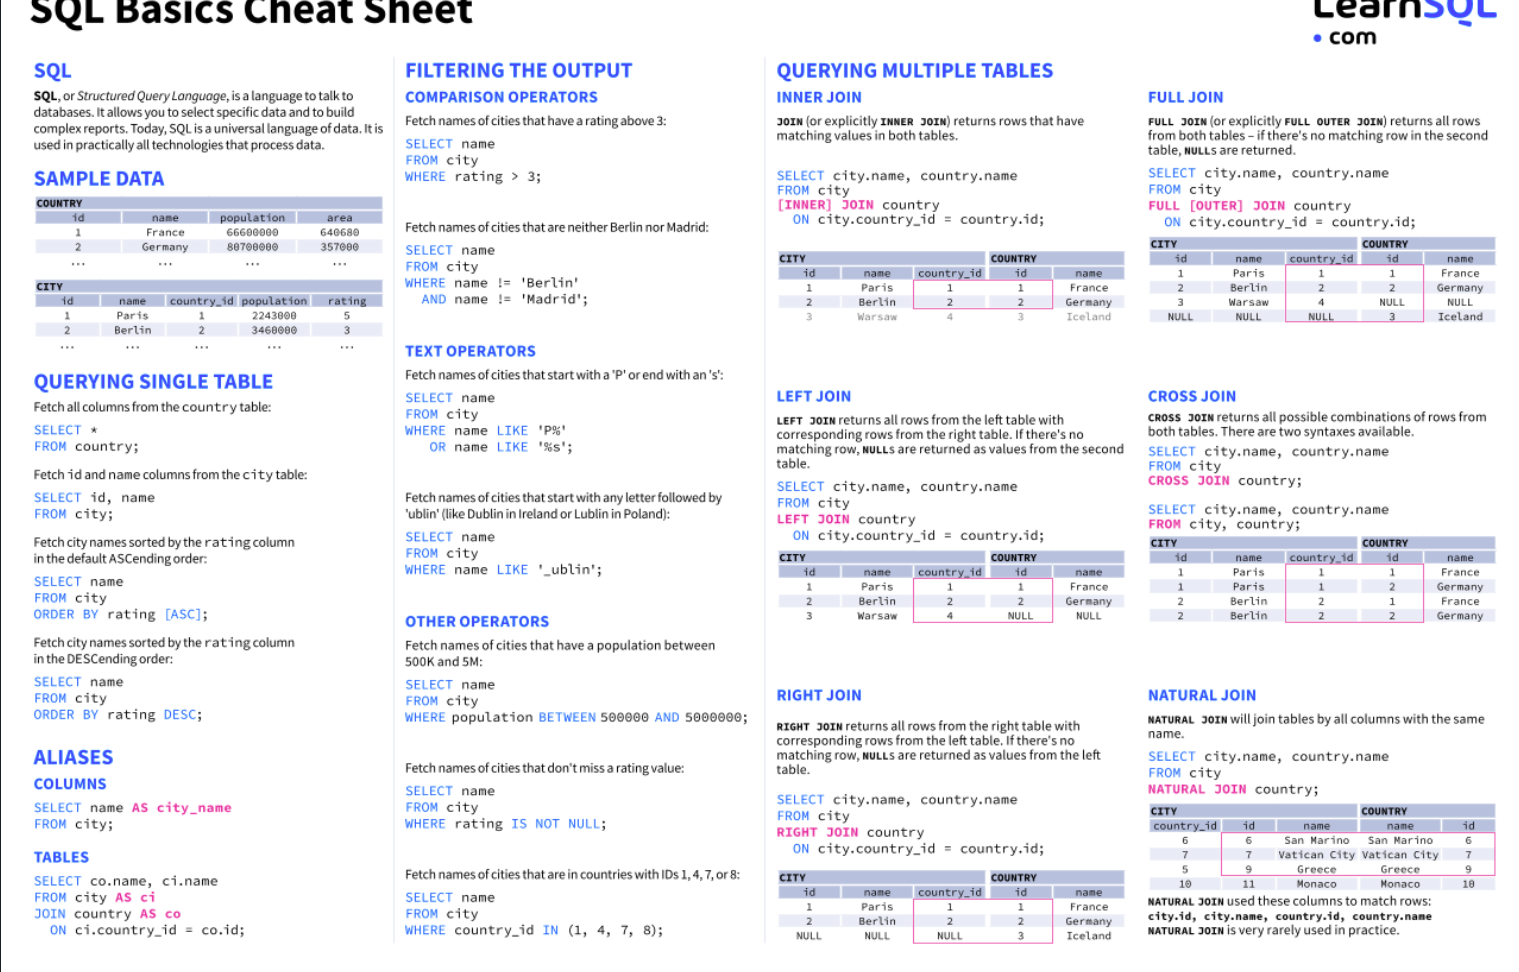 SQL Basics Cheat Sheet
LearnSQL
• com
SQL
SQL, or Structured Query Language, is a language to talk to
databases. It allows you to select specific data and to build
complex reports. Today, SQL is a universal language of data. It is
used in practically all technologies that process data.
SAMPLE DATA
COUNTRY
id name population area
1 France 66600000 640680
2 Germany 80700000 357000
... ... ... ...
CITY
id name country_id population rating
1 Paris 1 2243000 5
2 Berlin 2 3460000 3
... ... ... ... ...
QUERYING SINGLE TABLE
Fetch all columns from the country table:
SELECT *
FROM country;
Fetch id and name columns from the city table:
SELECT id, name
FROM city;
Fetch city names sorted by the rating column
in the default ASCending order:
SELECT name
FROM city
ORDER BY rating [ASC];
Fetch city names sorted by the rating column
in the DESCending order:
SELECT name
FROM city
ORDER BY rating DESC;
ALIASES
COLUMNS
SELECT name AS city_name
FROM city;
TABLES
SELECT co.name, ci.name
FROM city AS ci
JOIN country AS co
ON ci.country_id = co.id;
FILTERING THE OUTPUT
COMPARISON OPERATORS
Fetch names of cities that have a rating above 3:
SELECT name
FROM city
WHERE rating > 3;
Fetch names of cities that are neither Berlin nor Madrid:
SELECT name
FROM city
WHERE name != 'Berlin'
AND name != 'Madrid';
TEXT OPERATORS
Fetch names of cities that start with a 'P' or end with an 's':
SELECT name
FROM city
WHERE name LIKE 'P%'
OR name LIKE '%s';
Fetch names of cities that start with any letter followed by
'ublin' (like Dublin in Ireland or Lublin in Poland):
SELECT name
FROM city
WHERE name LIKE '_ublin';
OTHER OPERATORS
Fetch names of cities that have a population between
500K and 5M:
SELECT name
FROM city
WHERE population BETWEEN 500000 AND 5000000;
Fetch names of cities that don't miss a rating value:
SELECT name
FROM city
WHERE rating IS NOT NULL;
Fetch names of cities that are in countries with IDs 1, 4, 7, or 8:
SELECT name
FROM city
WHERE country_id IN (1, 4, 7, 8);
QUERYING MULTIPLE TABLES
INNER JOIN
JOIN (or explicitly INNER JOIN) returns rows that have
matching values in both tables.
SELECT city.name, country.name
FROM city
[INNER] JOIN country
ON city.country_id = country.id;
CITY COUNTRY
id name country_id id name
1 Paris 1 1 France
2 Berlin 2 2 Germany
3 Warsaw 4 3 Iceland
LEFT JOIN
LEFT JOIN returns all rows from the left table with
corresponding rows from the right table. If there's no
matching row, NULLs are returned as values from the second
table.
SELECT city.name, country.name
FROM city
LEFT JOIN country
ON city.country_id = country.id;
CITY COUNTRY
id name country_id id name
1 Paris 1 1 France
2 Berlin 2 2 Germany
3 Warsaw 4 NULL NULL
RIGHT JOIN
RIGHT JOIN returns all rows from the right table with
corresponding rows from the left table. If there's no
matching row, NULLs are returned as values from the left
table.
SELECT city.name, country.name
FROM city
RIGHT JOIN country
ON city.country_id = country.id;
CITY COUNTRY
id name country_id id name
1 Paris 1 1 France
2 Berlin 2 2 Germany
NULL NULL NULL 3 Iceland
FULL JOIN
FULL JOIN (or explicitly FULL OUTER JOIN) returns all rows
from both tables – if there's no matching row in the second
table, NULLs are returned.
SELECT city.name, country.name
FROM city
FULL [OUTER] JOIN country
ON city.country_id = country.id;
CITY COUNTRY
id name country_id id name
1 Paris 1 1 France
2 Berlin 2 2 Germany
3 Warsaw 4 NULL NULL
NULL NULL NULL 3 Iceland
CROSS JOIN
CROSS JOIN returns all possible combinations of rows from
both tables. There are two syntaxes available.
SELECT city.name, country.name
FROM city
CROSS JOIN country;
SELECT city.name, country.name
FROM city, country;
CITY COUNTRY
id name country_id id name
1 Paris 1 1 France
1 Paris 1 2 Germany
2 Berlin 2 1 France
2 Berlin 2 2 Germany
NATURAL JOIN
NATURAL JOIN will join tables by all columns with the same
name.
SELECT city.name, country.name
FROM city
NATURAL JOIN country;
CITY COUNTRY
country_id id name name id
6 6 San Marino San Marino 6
7 7 Vatican City Vatican City 7
5 9 Greece Greece 9
10 11 Monaco Monaco 10
NATURAL JOIN used these columns to match rows:
city.id, city.name, country.id, country.name
NATURAL JOIN is very rarely used in practice.